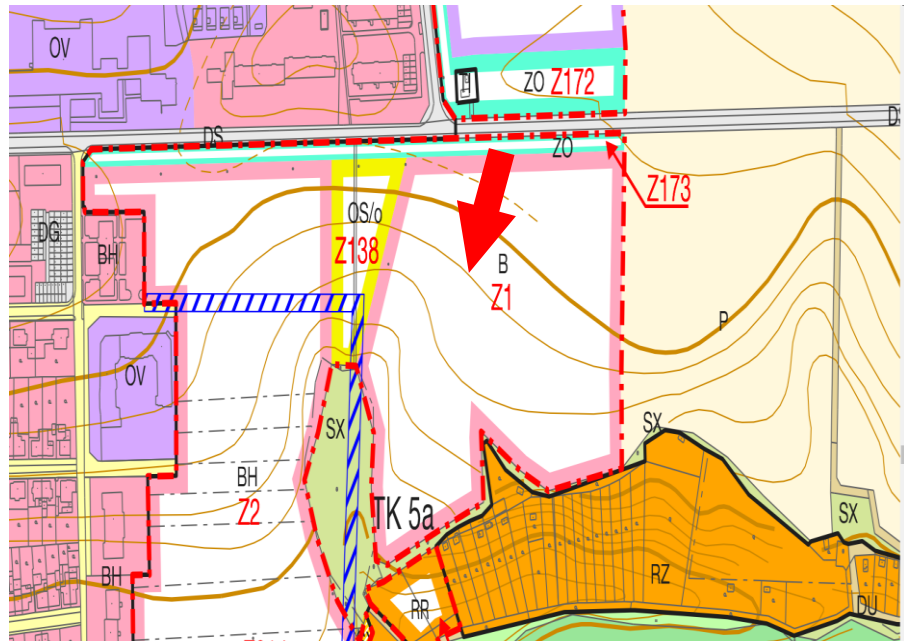 OV
ZO Z172
DS
D
ZO
Z173
OS/o
DG
BH
Z138
B
Z1
P
OV
SX
SX
BH
Z2
TK 5a
SX
BH
RZ
RR
DU